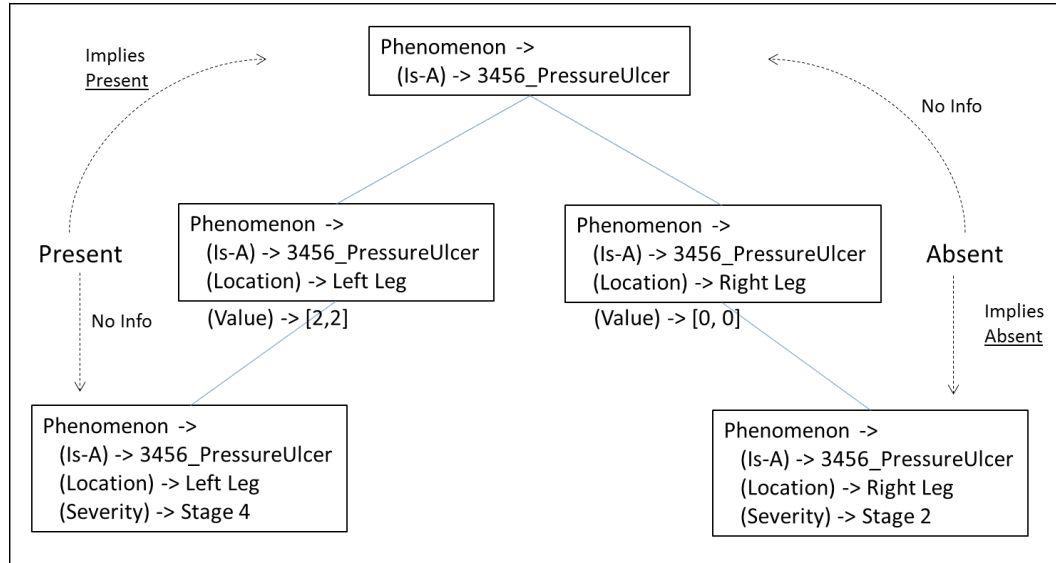 Phenomenon ->
(Is-A) -> 3456_PressureUlcer
Implies
Present
No Info
Phenomenon ->
(Is-A) -> 3456_PressureUlcer
(Location) -> Left Leg
(Value) -> [2,2]
Phenomenon ->
(Is-A) -> 3456_PressureUlcer
(Location) -> Right Leg
(Value) -> [0, 0]
Present
Absent
No Info
Implies
Absent
Phenomenon ->
(Is-A) -> 3456_PressureUlcer
(Location) -> Left Leg
(Severity) -> Stage 4
Phenomenon ->
(Is-A) -> 3456_PressureUlcer
(Location) -> Right Leg
(Severity) -> Stage 2